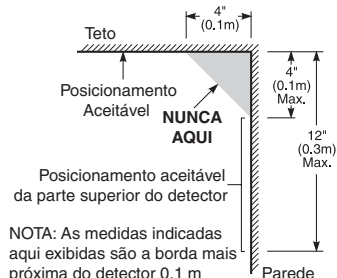 4"
(0.1m)
Teto
Posicionamento
Aceitável
NUNCA
AQUI
4"
(0.1m)
Max.
12"
(0.3m)
Max.
Posicionamento aceitável
da parte superior do detector
NOTA: As medidas indicadas
aqui exibidas são a borda mais
próxima do detector 0.1 m
Parede